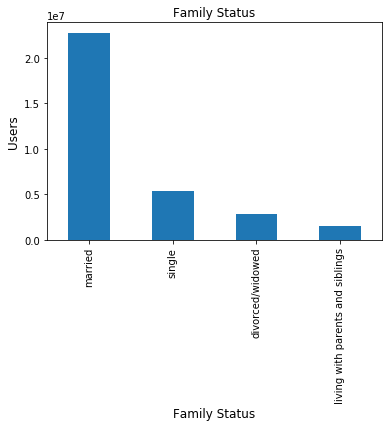 Family Status
1e7
2.0
1.5
1.0
0.5
0.0
Users
married
single
divorced/widowed
living with parents and siblings
Family Status